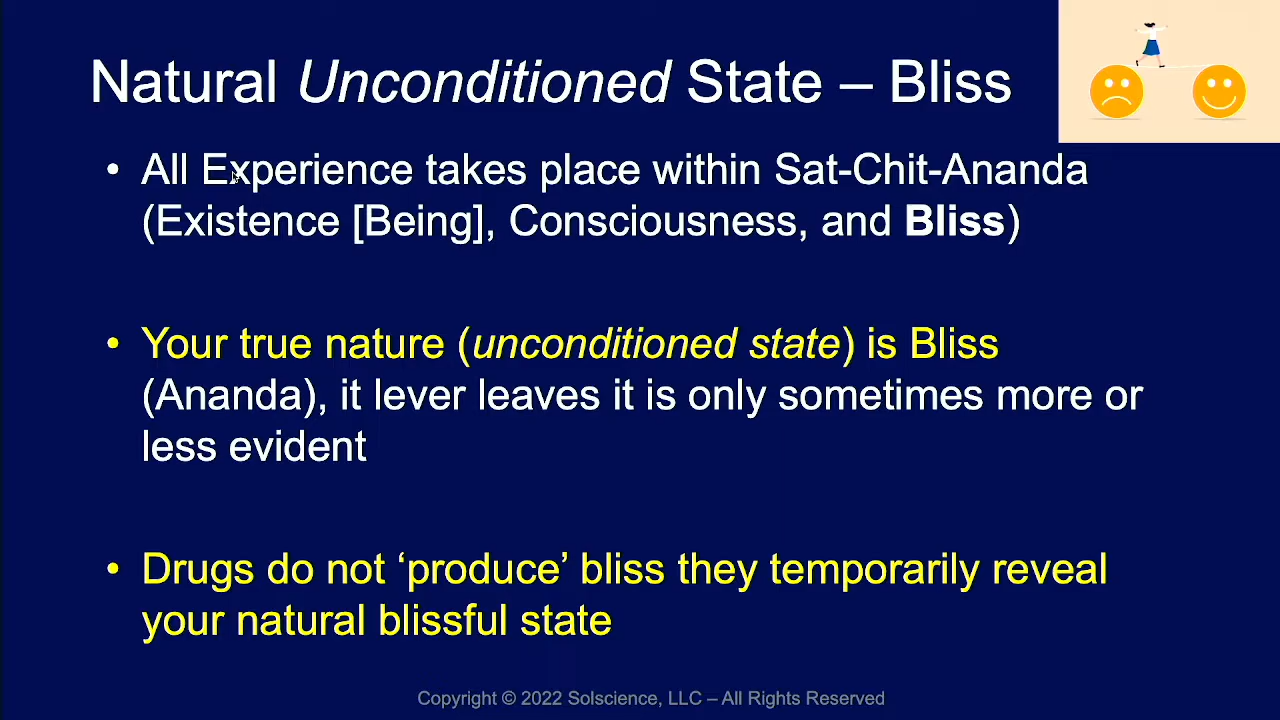 Natural Unconditioned State – Bliss
• All Experience takes place within Sat-Chit-Ananda
(Existence [Being], Consciousness, and Bliss)
• Your true nature (unconditioned state) is Bliss
(Ananda), it lever leaves it is only sometimes more or
less evident
• Drugs do not ‘produce’ bliss they temporarily reveal
your natural blissful state
Copyright © 2022 Solscience, LLC – All Rights Reserved